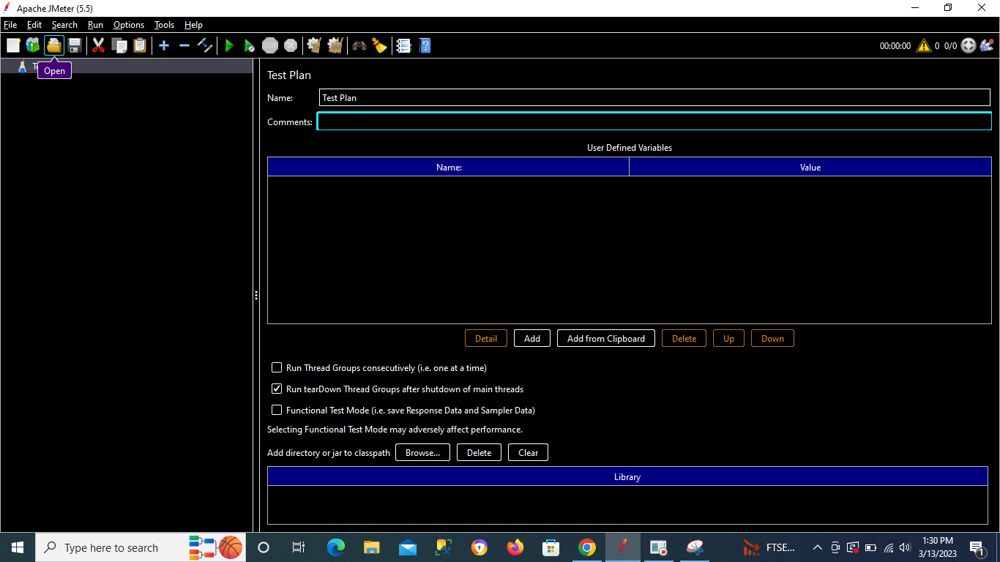 Apache JMeter (5.5)
File Edit Search Run Options Tools Help
00:00:00 0 0/0
Open
Test Plan
Name: Test Plan
Comments:
User Defined Variables
Name: Value
Detail Add Add from Clipboard Delete Up Down
Run Thread Groups consecutively (i.e. one at a time)
Run tearDown Thread Groups after shutdown of main threads
Functional Test Mode (i.e. save Response Data and Sampler Data)
Selecting Functional Test Mode may adversely affect performance.
Add directory or jar to classpath Browse... Delete Clear
Library
Type here to search
FTSE...
1:30 PM
3/13/2023
1